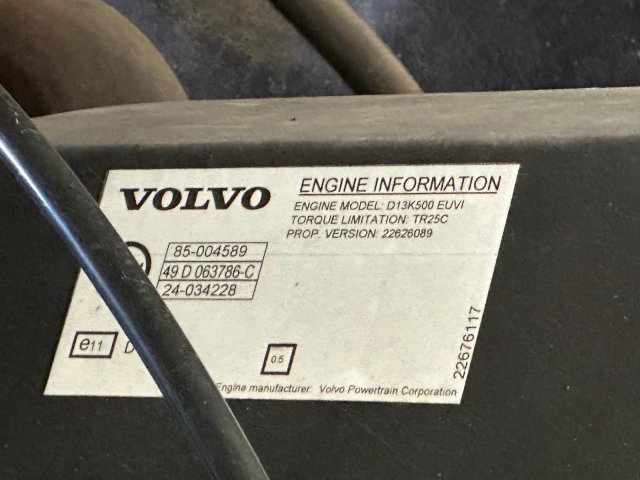 VOLVO
ENGINE INFORMATION
ENGINE MODEL: D13K500 EUVI
TORQUE LIMITATION: TR25C
PROP. VERSION: 22626089
85-004589
49 D 063786-C
24-034228
e11 D
0.5
22676117
Engine manufacturer: Volvo Powertrain Corporation